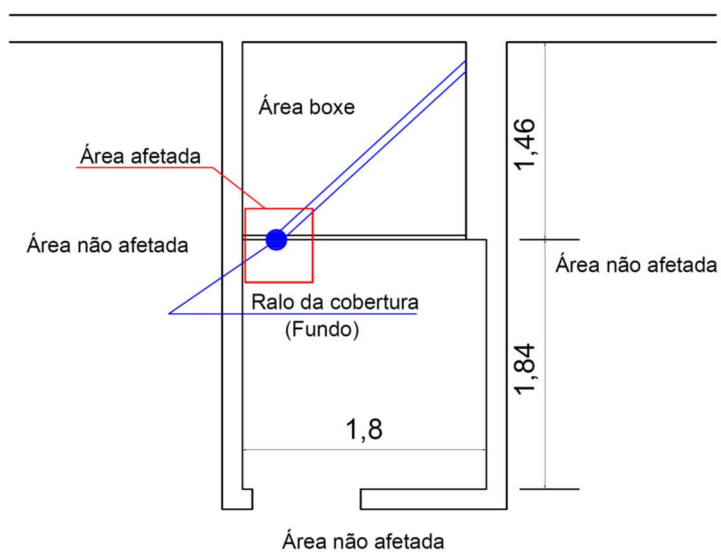 Área boxe
1,46
Área afetada
Área não afetada
Área não afetada
Ralo da cobertura
(Fundo)
1,84
1,8
Área não afetada